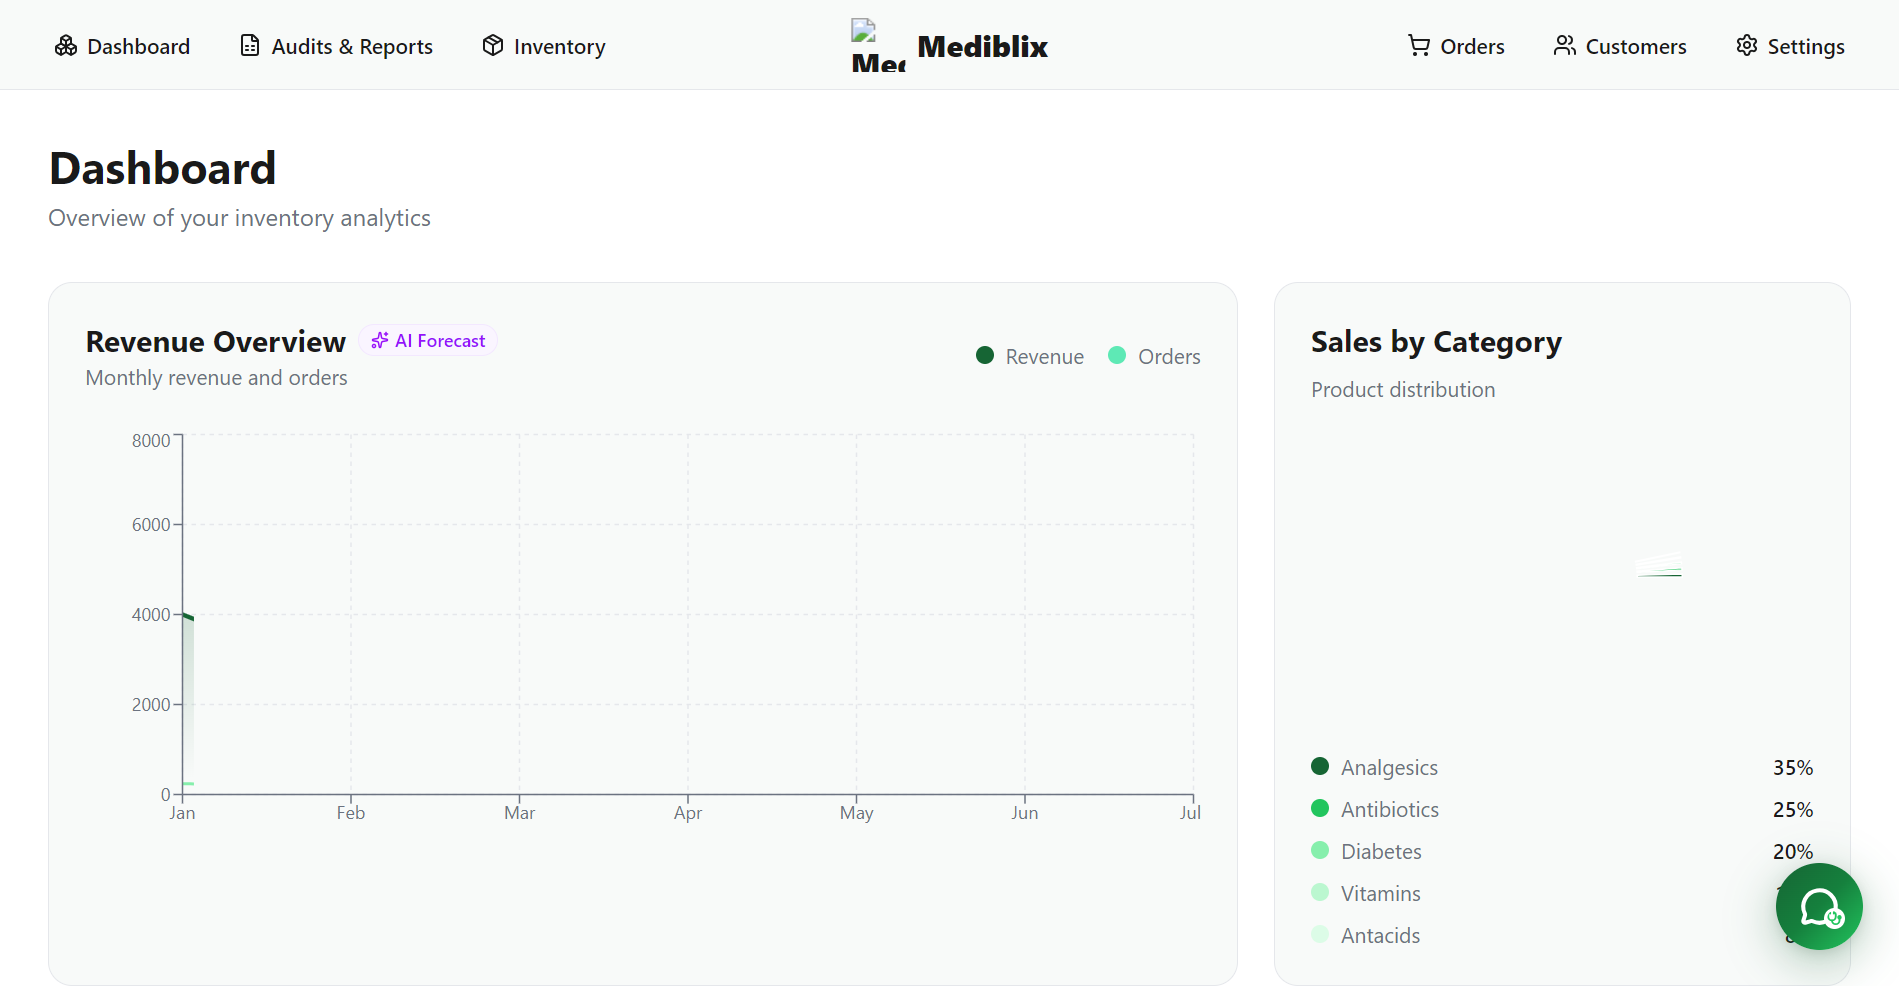 Dashboard
Audits & Reports
Inventory
Mediblix
Orders
Customers
Settings
Dashboard
Overview of your inventory analytics
Revenue Overview
AI Forecast
Monthly revenue and orders
Revenue
Orders
8000
6000
4000
2000
0
Jan Feb Mar Apr May Jun Jul
Sales by Category
Product distribution
Analgesics 35%
Antibiotics 25%
Diabetes 20%
Vitamins
Antacids